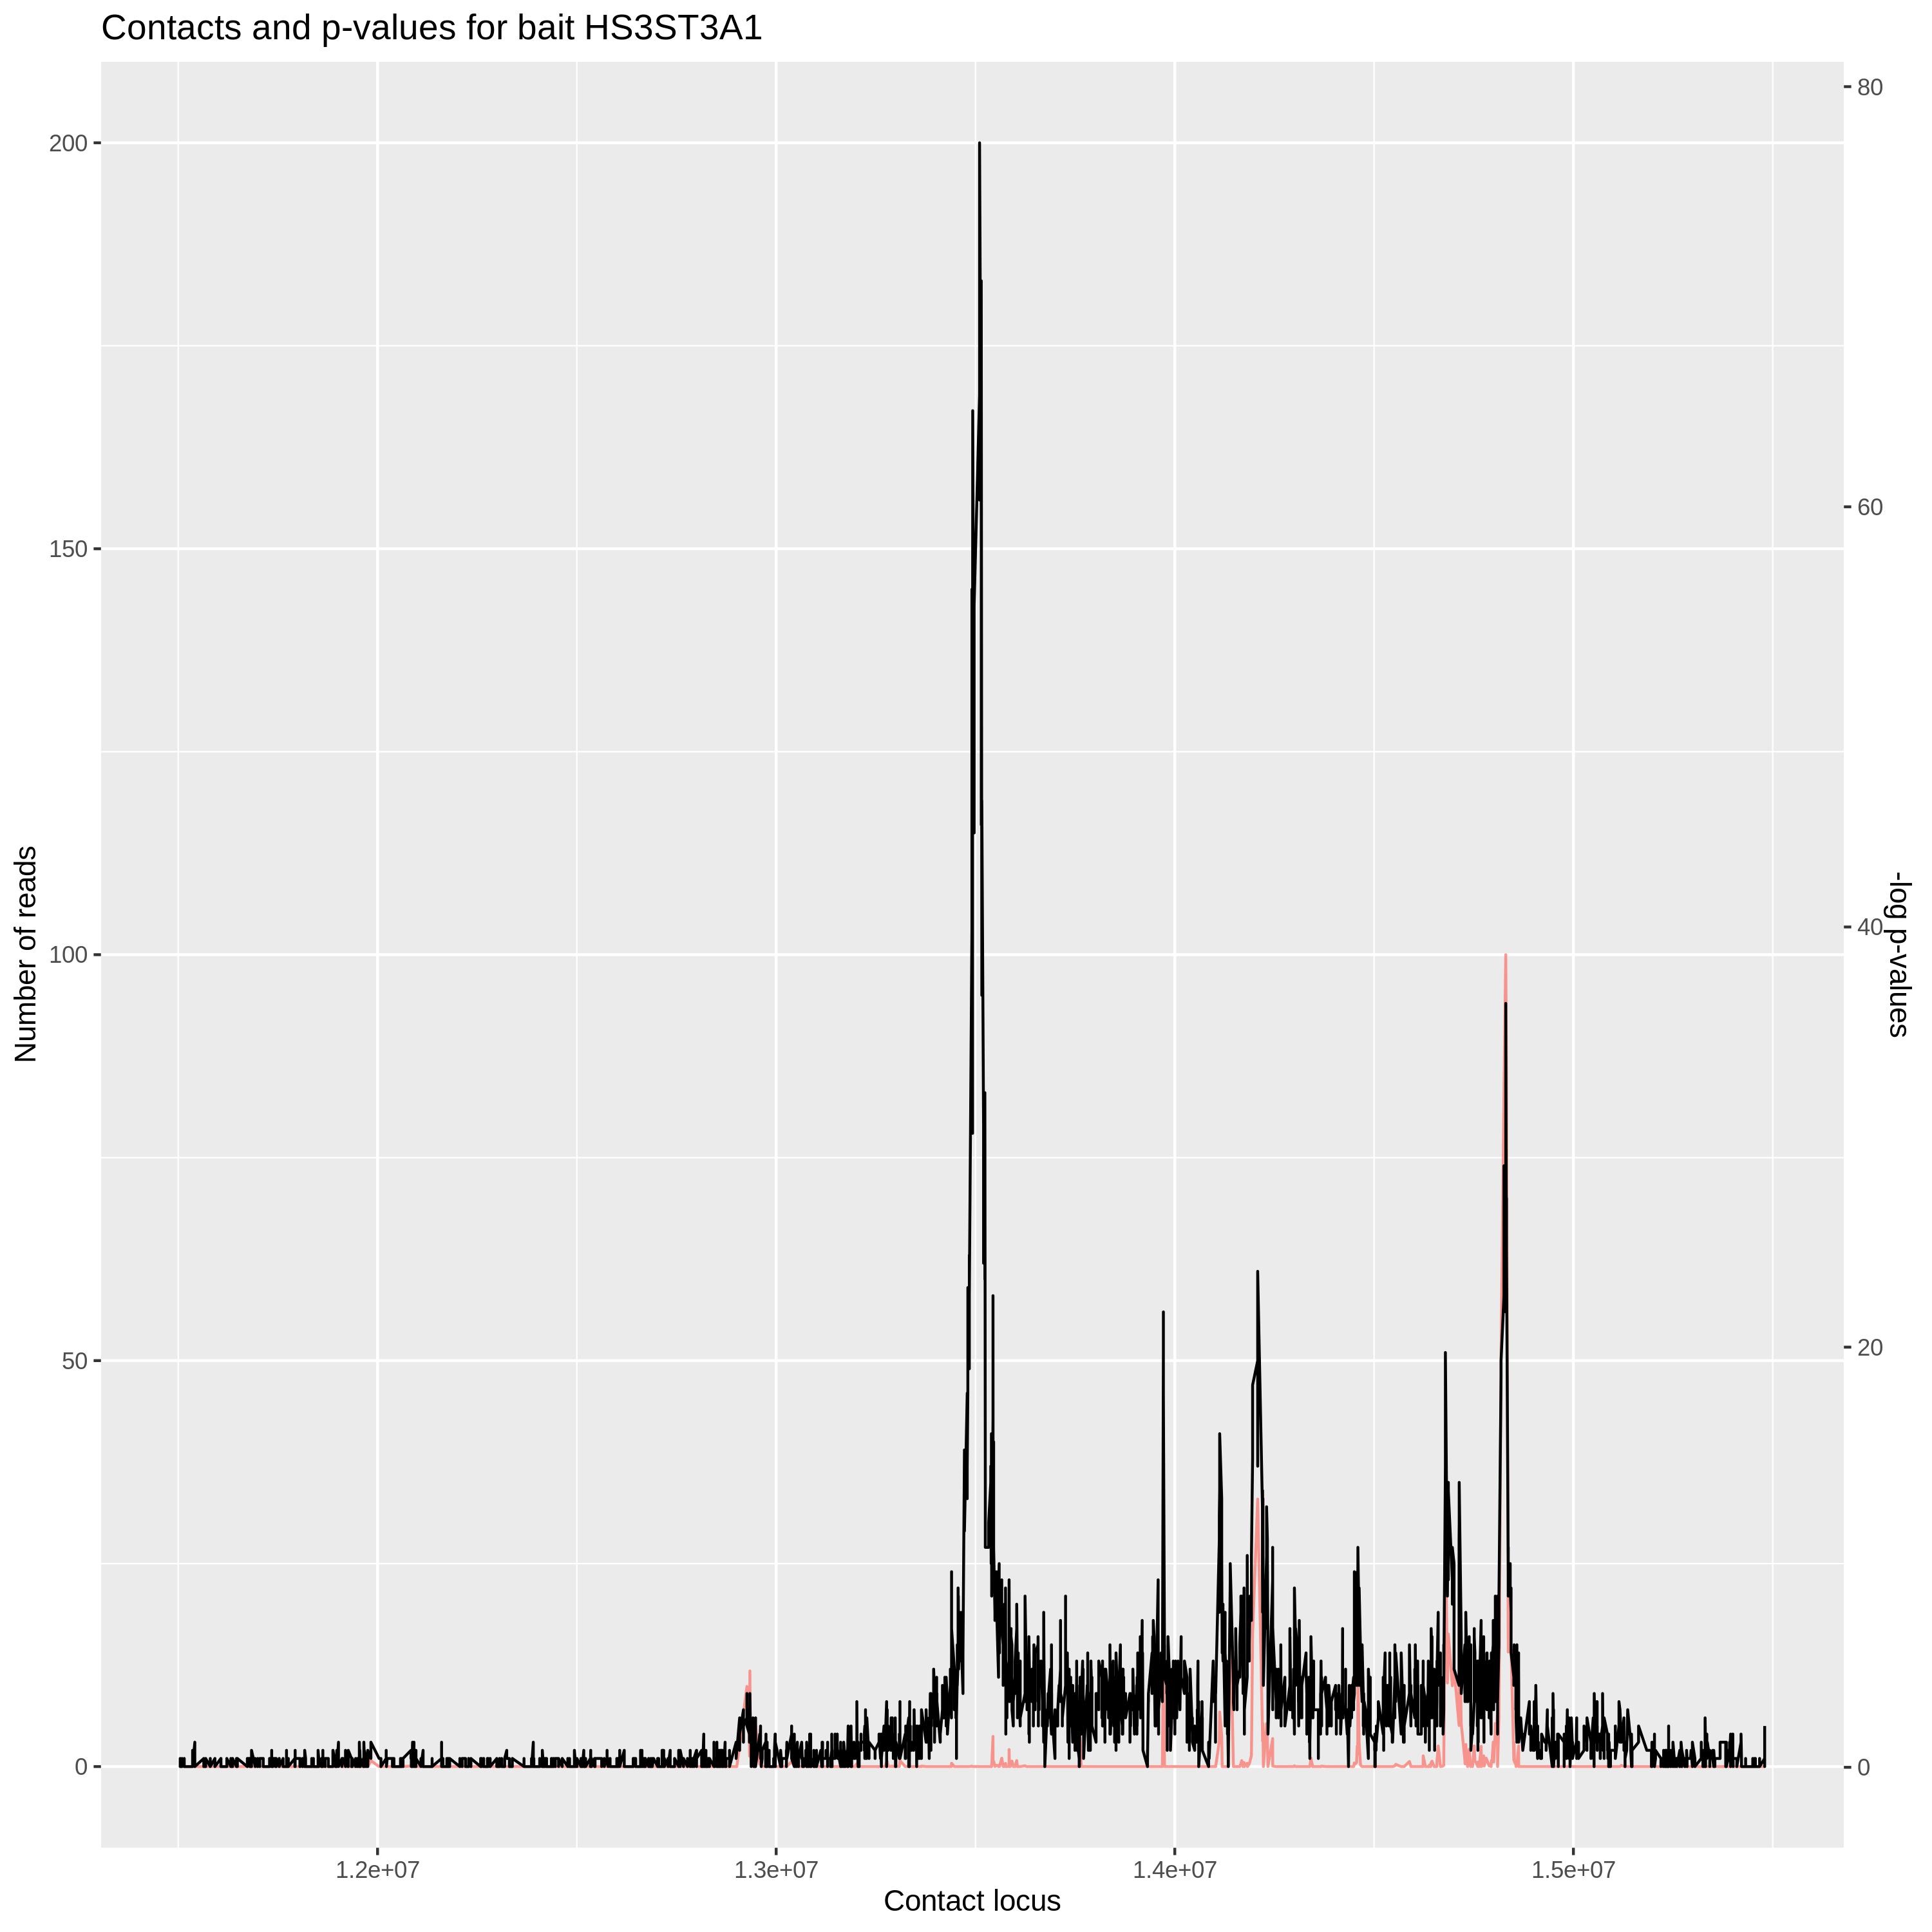 Contacts and p-values for bait HS3ST3A1
Number of reads
200
150
100
50
0
80
60
40
20
0
-log p-values
1.2e+07
1.3e+07
1.4e+07
1.5e+07
Contact locus